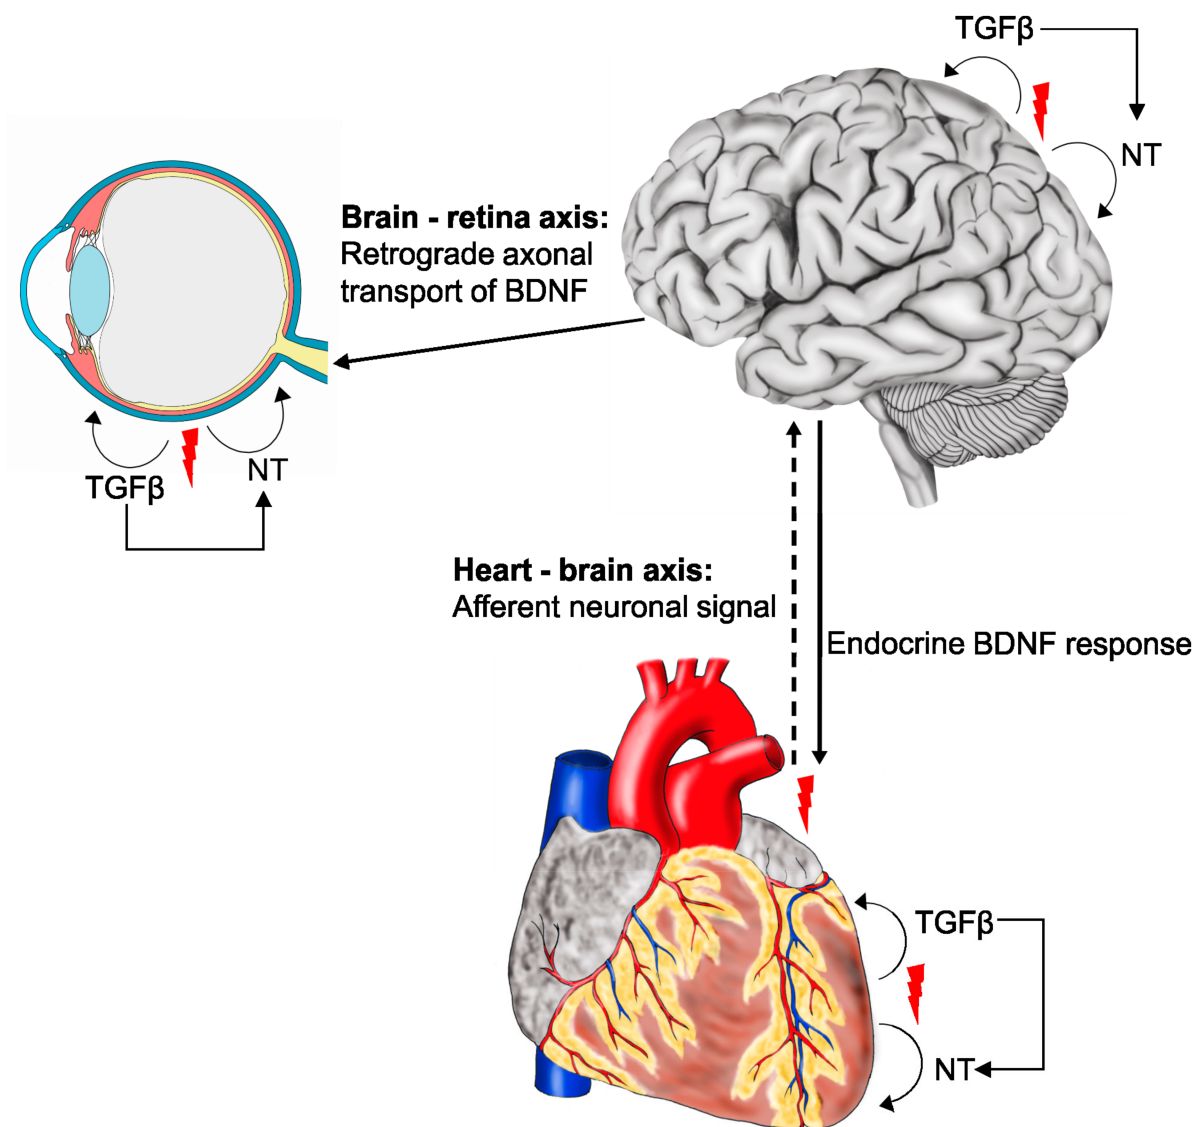 TGFβ
NT
Brain - retina axis:
Retrograde axonal
transport of BDNF
NT
TGFβ
Heart - brain axis:
Afferent neuronal signal
Endocrine BDNF response
TGFβ
NT